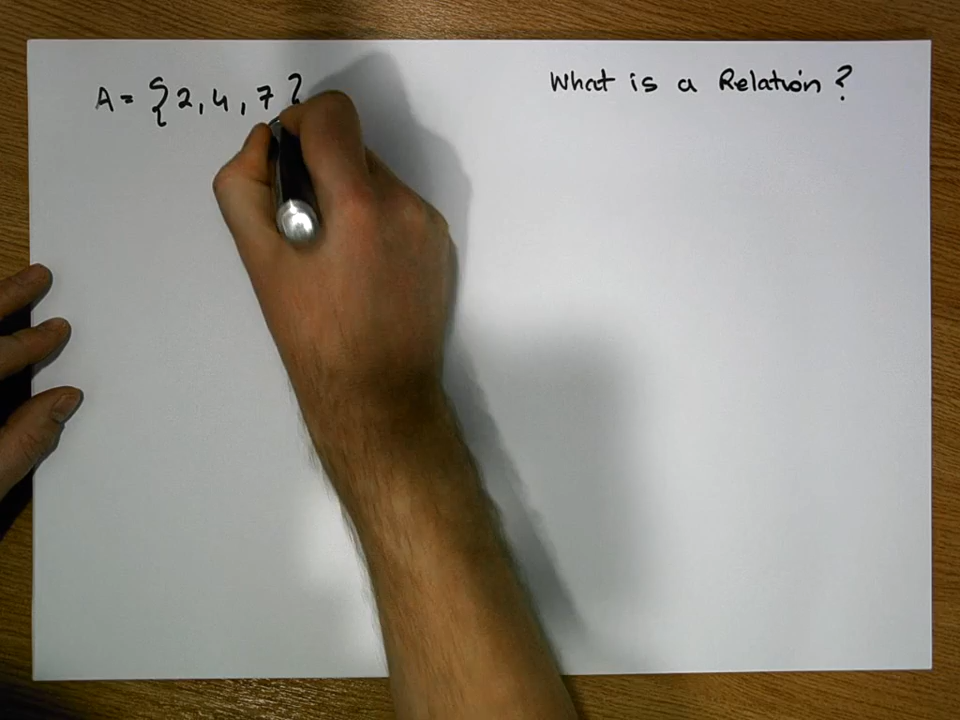 A = {2, 4, 7}
What is a Relation?